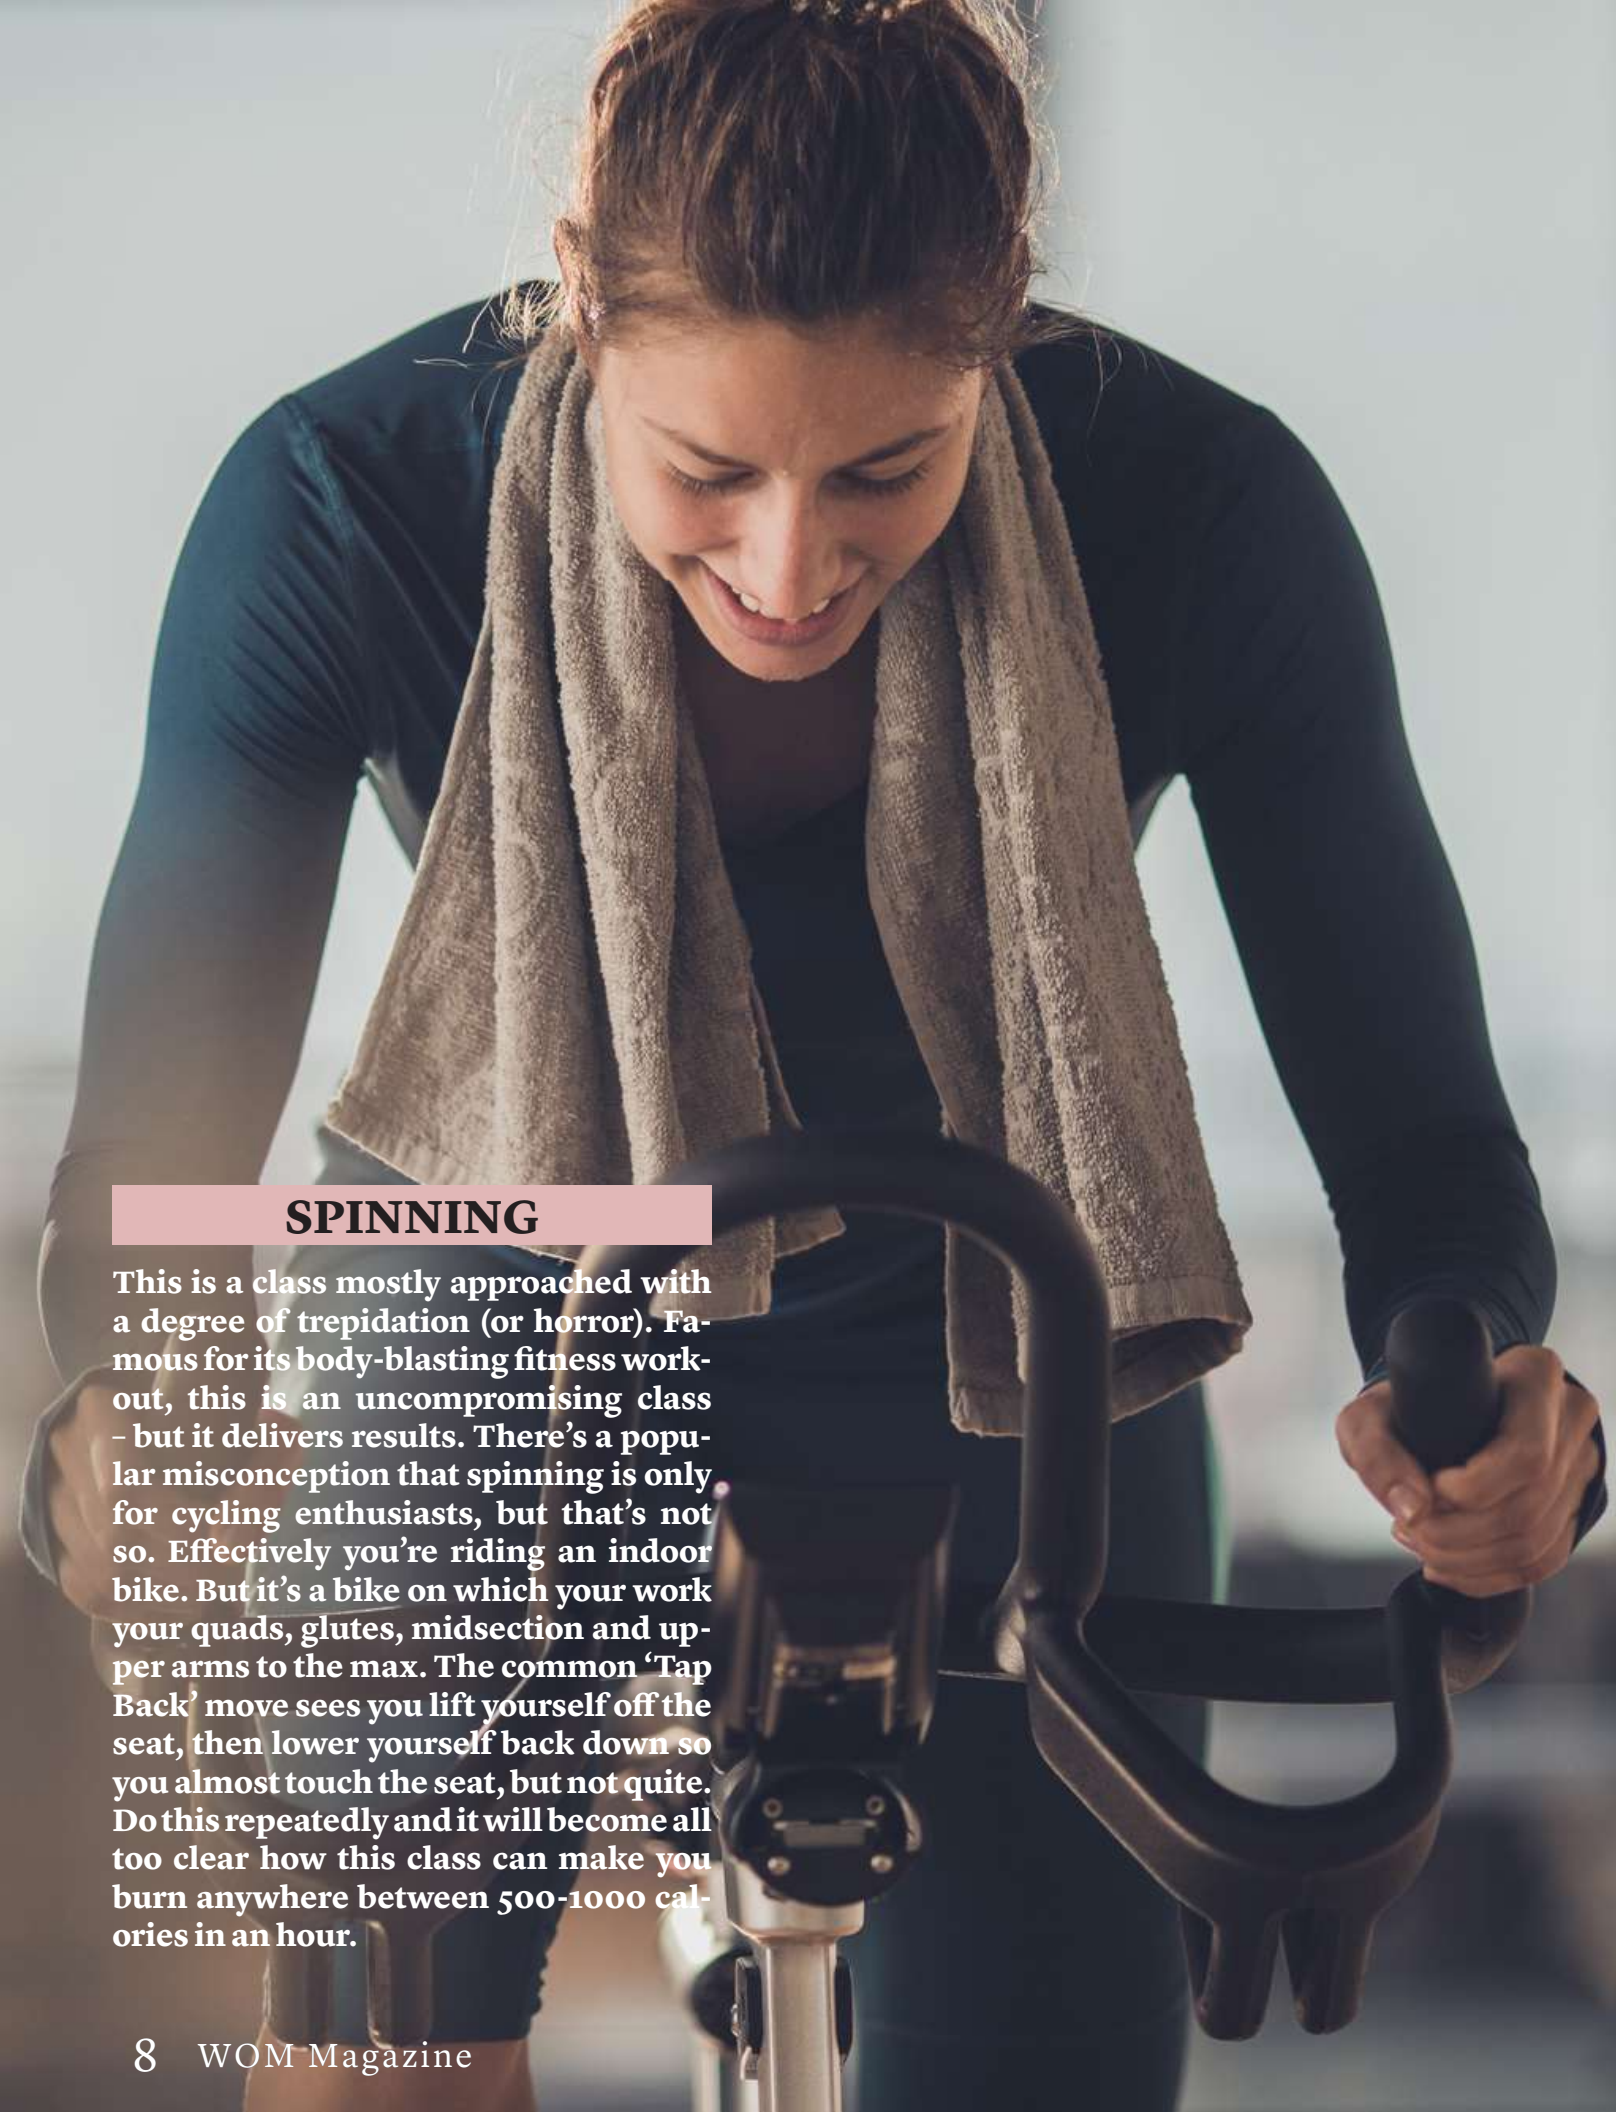 SPINNING
This is a class mostly approached with
a degree of trepidation (or horror). Fa-
mous for its body-blasting fitness work-
out, this is an uncompromising class
– but it delivers results. There’s a popu-
lar misconception that spinning is only
for cycling enthusiasts, but that’s not
so. Effectively you’re riding an indoor
bike. But it’s a bike on which your work
your quads, glutes, midsection and up-
per arms to the max. The common ‘Tap
Back’ move sees you lift yourself off the
seat, then lower yourself back down so
you almost touch the seat, but not quite.
Do this repeatedly and it will become all
too clear how this class can make you
burn anywhere between 500-1000 cal-
ories in an hour.
8 WOM Magazine